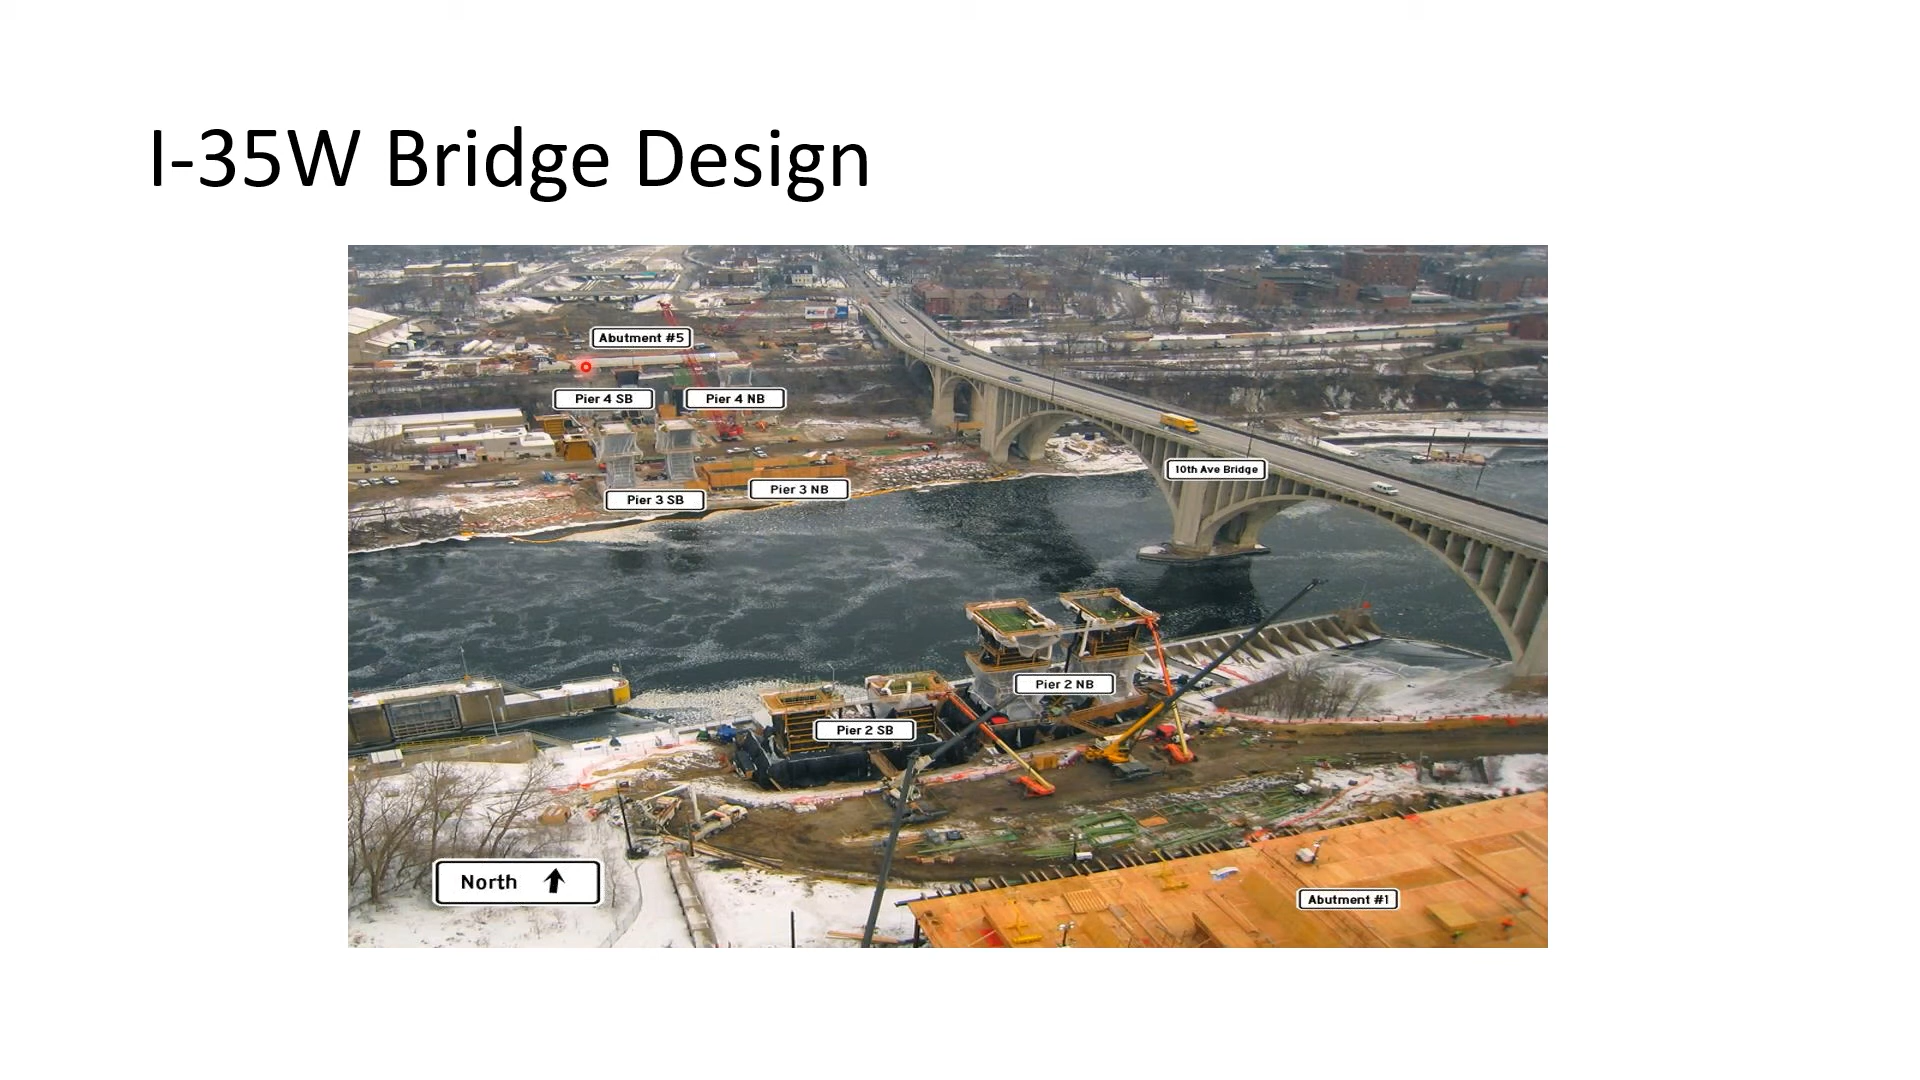 I-35W Bridge Design
Abutment #5
Pier 4 SB
Pier 4 NB
10th Ave Bridge
Pier 3 NB
Pier 3 SB
Pier 2 NB
Pier 2 SB
North
Abutment #1